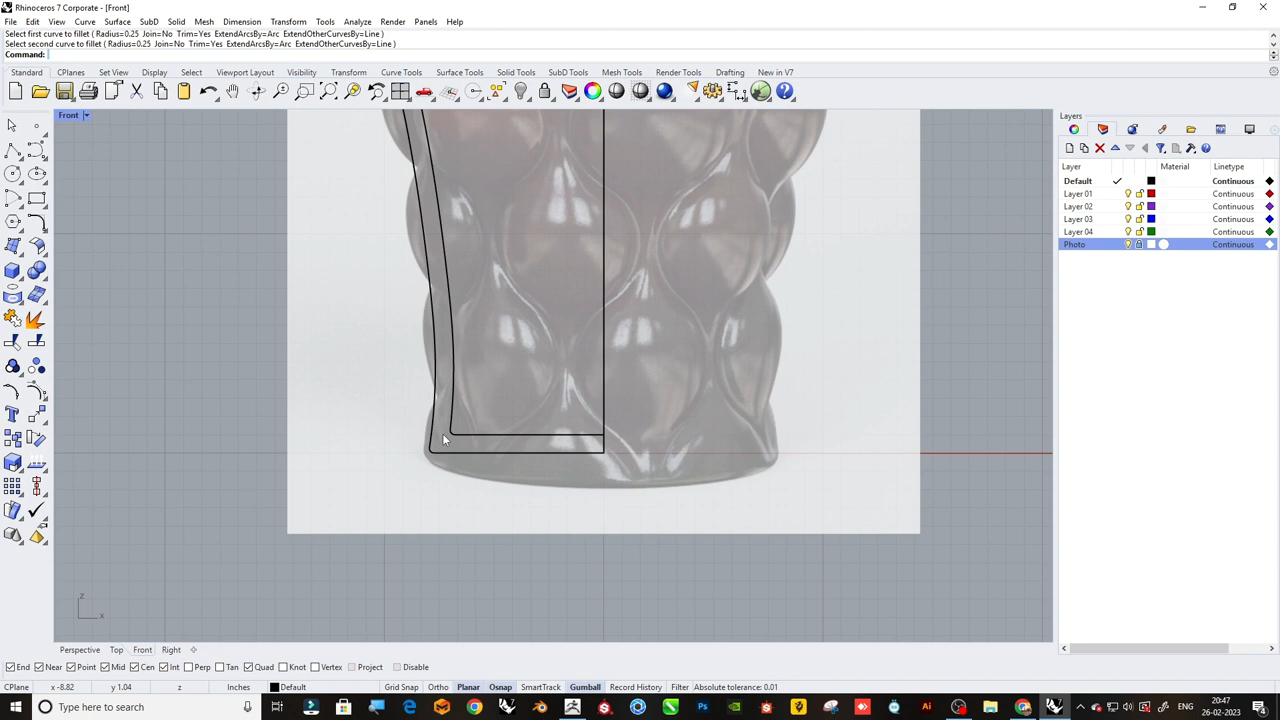 Rhinoceros 7 Corporate - [Front]
File Edit View Curve Surface SubD Solid Mesh Dimension Transform Tools Analyze Render Panels Help
Select first curve to fillet ( Radius=0.25 Join=No Trim=Yes ExtendArcsBy=Arc ExtendOtherCurvesBy=Line )
Select second curve to fillet ( Radius=0.25 Join=No Trim=Yes ExtendArcsBy=Arc ExtendOtherCurvesBy=Line )
Command:
Standard CPlanes Set View Display Select Viewport Layout Visibility Transform Curve Tools Surface Tools Solid Tools SubD Tools Mesh Tools Render Tools Drafting New in V7
Front
Layers
Layer Material Linetype
Default Continuous
Layer 01 Continuous
Layer 02 Continuous
Layer 03 Continuous
Layer 04 Continuous
Photo Continuous
z
x
Perspective Top Front Right
End Near Point Mid Cen Int Perp Tan Quad Knot Vertex Project Disable
CPlane x -8.82 y 1.04 z Inches Default Grid Snap Ortho Planar Osnap SmartTrack Gumball Record History Filter Absolute tolerance: 0.01
Type here to search
Ps
Ai
20:47
26-02-2023